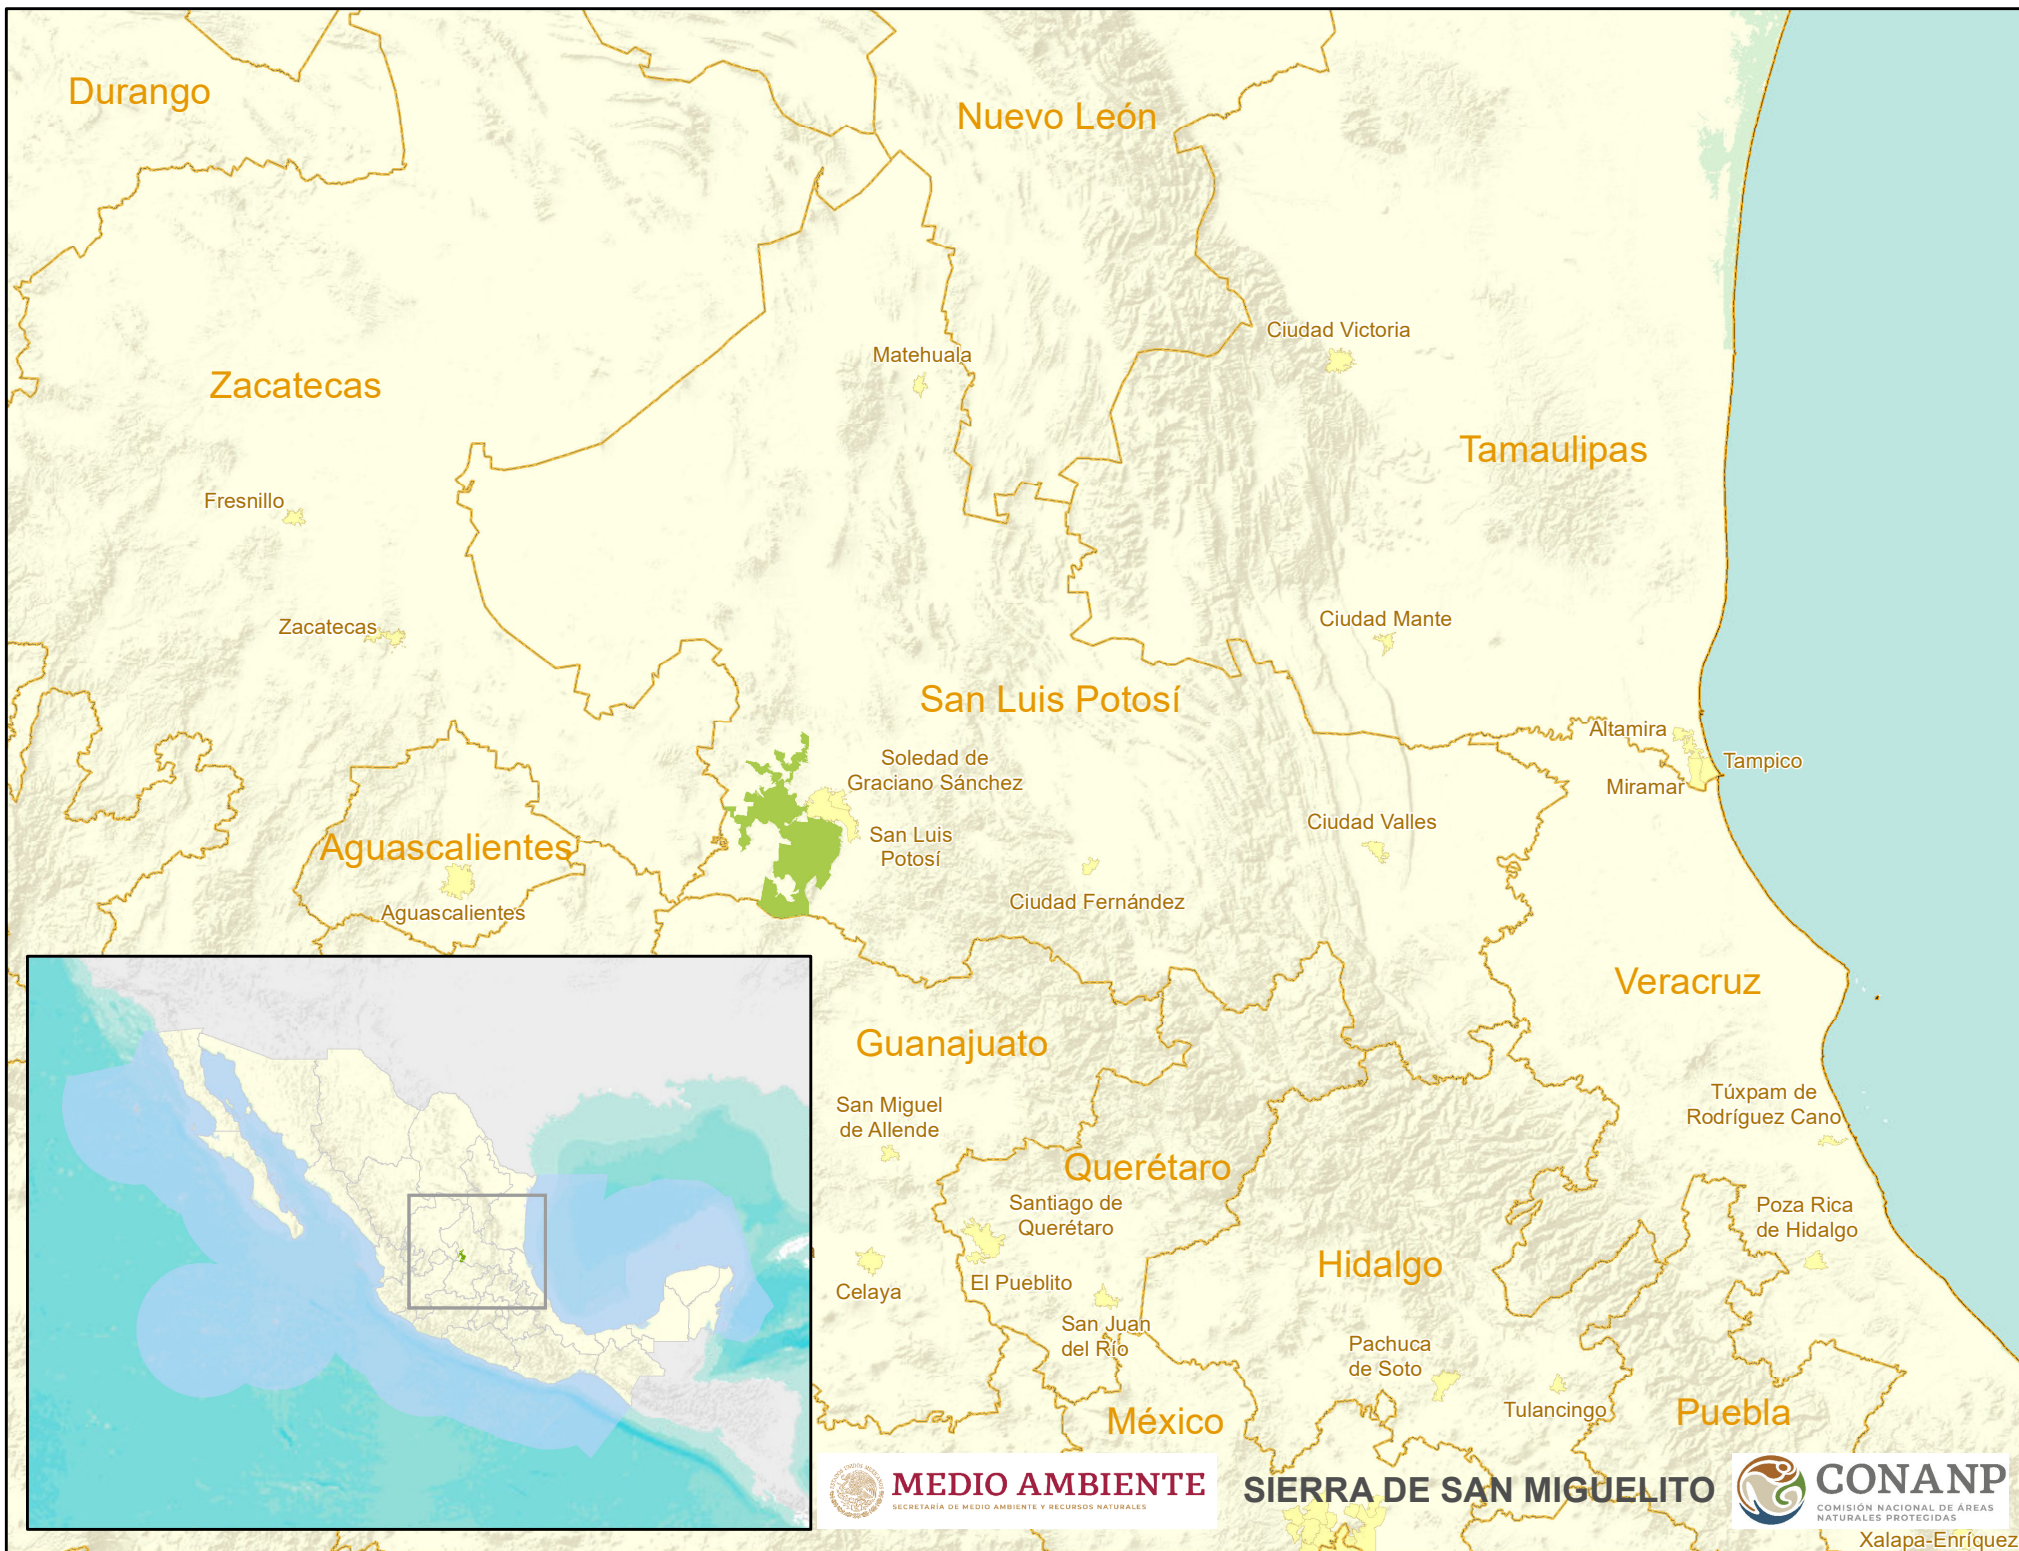 Durango
Nuevo León
Ciudad Victoria
Matehuala
Zacatecas
Tamaulipas
Fresnillo
Zacatecas
Ciudad Mante
San Luis Potosí
Altamira
Soledad de
Graciano Sánchez
Tampico
Miramar
Ciudad Valles
San Luis
Potosí
Aguascalientes
Aguascalientes
Ciudad Fernández
Veracruz
Guanajuato
San Miguel
de Allende
Túxpam de
Rodríguez Cano
Querétaro
Santiago de
Querétaro
Poza Rica
de Hidalgo
Hidalgo
El Pueblito
Celaya
San Juan
del Río
Pachuca
de Soto
Tulancingo
México
Puebla
MEDIO AMBIENTE
SECRETARÍA DE MEDIO AMBIENTE Y RECURSOS NATURALES
SIERRA DE SAN MIGUELITO
CONANP
COMISIÓN NACIONAL DE ÁREAS
NATURALES PROTEGIDAS
Xalapa-Enríquez